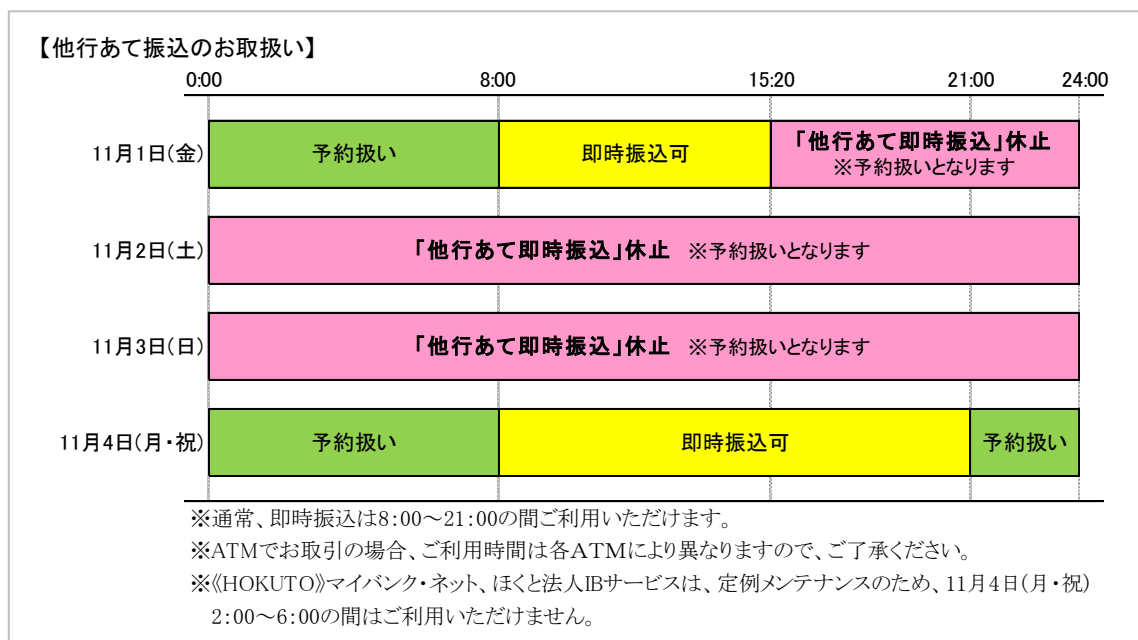 【他行あて振込のお取扱い】
0:00 8:00 15:20 21:00 24:00
11月1日(金) 予約扱い 即時振込可 「他行あて即時振込」休止
※予約扱いとなります
11月2日(土) 「他行あて即時振込」休止 ※予約扱いとなります
11月3日(日) 「他行あて即時振込」休止 ※予約扱いとなります
11月4日(月・祝) 予約扱い 即時振込可 予約扱い
※通常、即時振込は8:00～21:00の間ご利用いただけます。
※ATMでお取引の場合、ご利用時間は各ATMにより異なりますので、ご了承ください。
※《HOKUTO》マイバンク・ネット、ほくと法人IBサービスは、定例メンテナンスのため、11月4日(月・祝)
2:00～6:00の間はご利用いただけません。